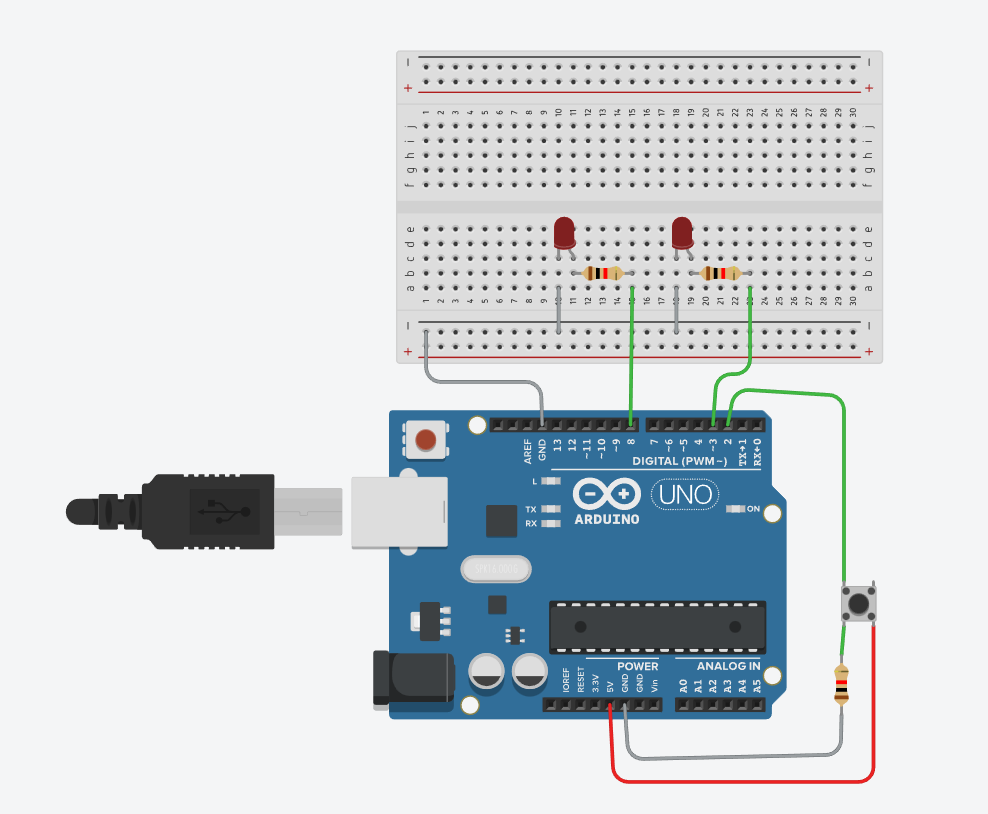 − −
+ +
1 2 3 4 5 6 7 8 9 10 11 12 13 14 15 16 17 18 19 20 21 22 23 24 25 26 27 28 29 30
j j
i i
h h
g g
f f
e e
d d
c c
b b
a a
1 2 3 4 5 6 7 8 9 10 11 12 13 14 15 16 17 18 19 20 21 22 23 24 25 26 27 28 29 30
− −
+ +
AREF GND 13 12 ~11 ~10 ~9 8 7 ~6 ~5 4 ~3 2 TX→1 RX←0
DIGITAL (PWM~)
L
TX
RX
UNO
ON
ARDUINO
POWER ANALOG IN
IOREF RESET 3.3V 5V GND GND Vin A0 A1 A2 A3 A4 A5